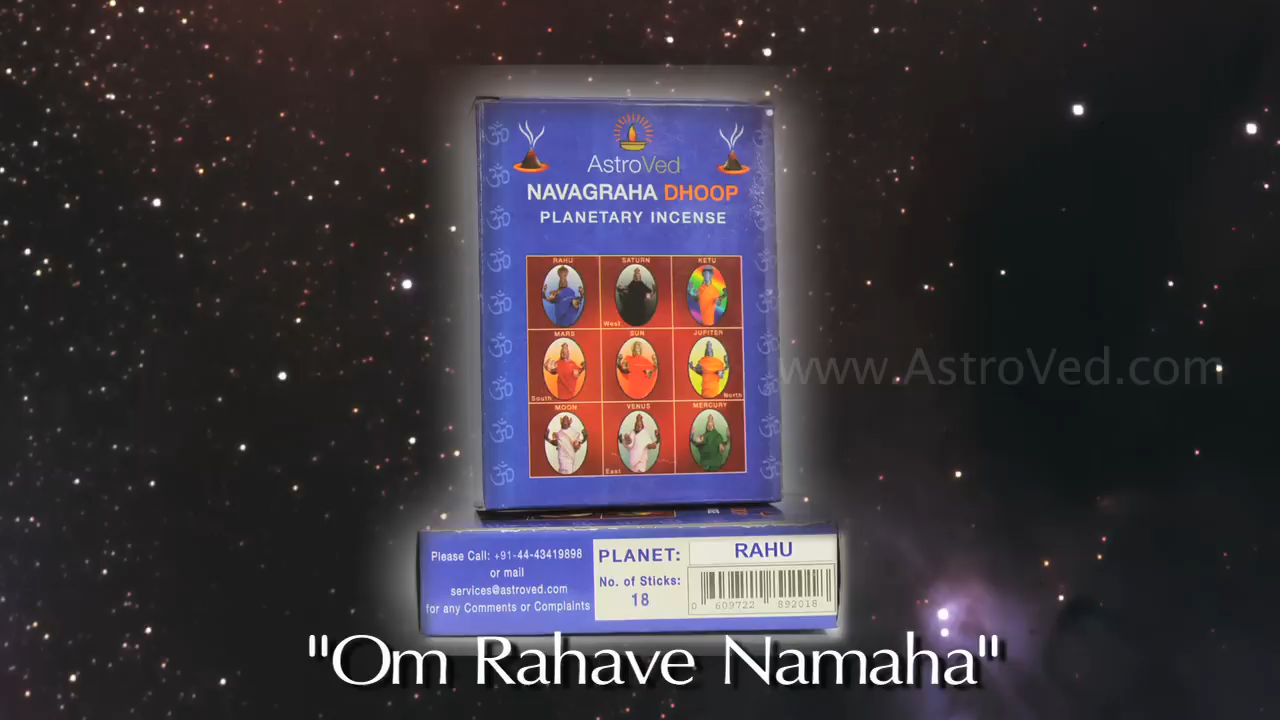 AstroVed
NAVAGRAHA DHOOP
PLANETARY INCENSE
RAHU SATURN KETU
West
MARS SUN JUPITER
South North
MOON VENUS MERCURY
East
www.AstroVed.com
Please Call: +91-44-43419898
or mail
services@astroved.com
for any Comments or Complaints
PLANET: RAHU
No. of Sticks:
18
0 609722 892018
"Om Rahave Namaha"